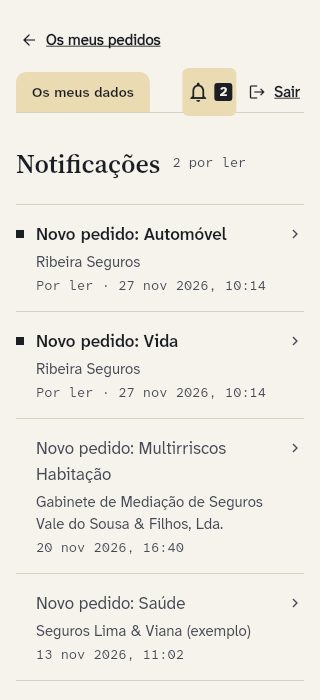 Os meus pedidos
Os meus dados
2
Sair
Notificações
2 por ler
Novo pedido: Automóvel
Ribeira Seguros
Por ler · 27 nov 2026, 10:14
Novo pedido: Vida
Ribeira Seguros
Por ler · 27 nov 2026, 10:14
Novo pedido: Multirriscos
Habitação
Gabinete de Mediação de Seguros
Vale do Sousa & Filhos, Lda.
20 nov 2026, 16:40
Novo pedido: Saúde
Seguros Lima & Viana (exemplo)
13 nov 2026, 11:02